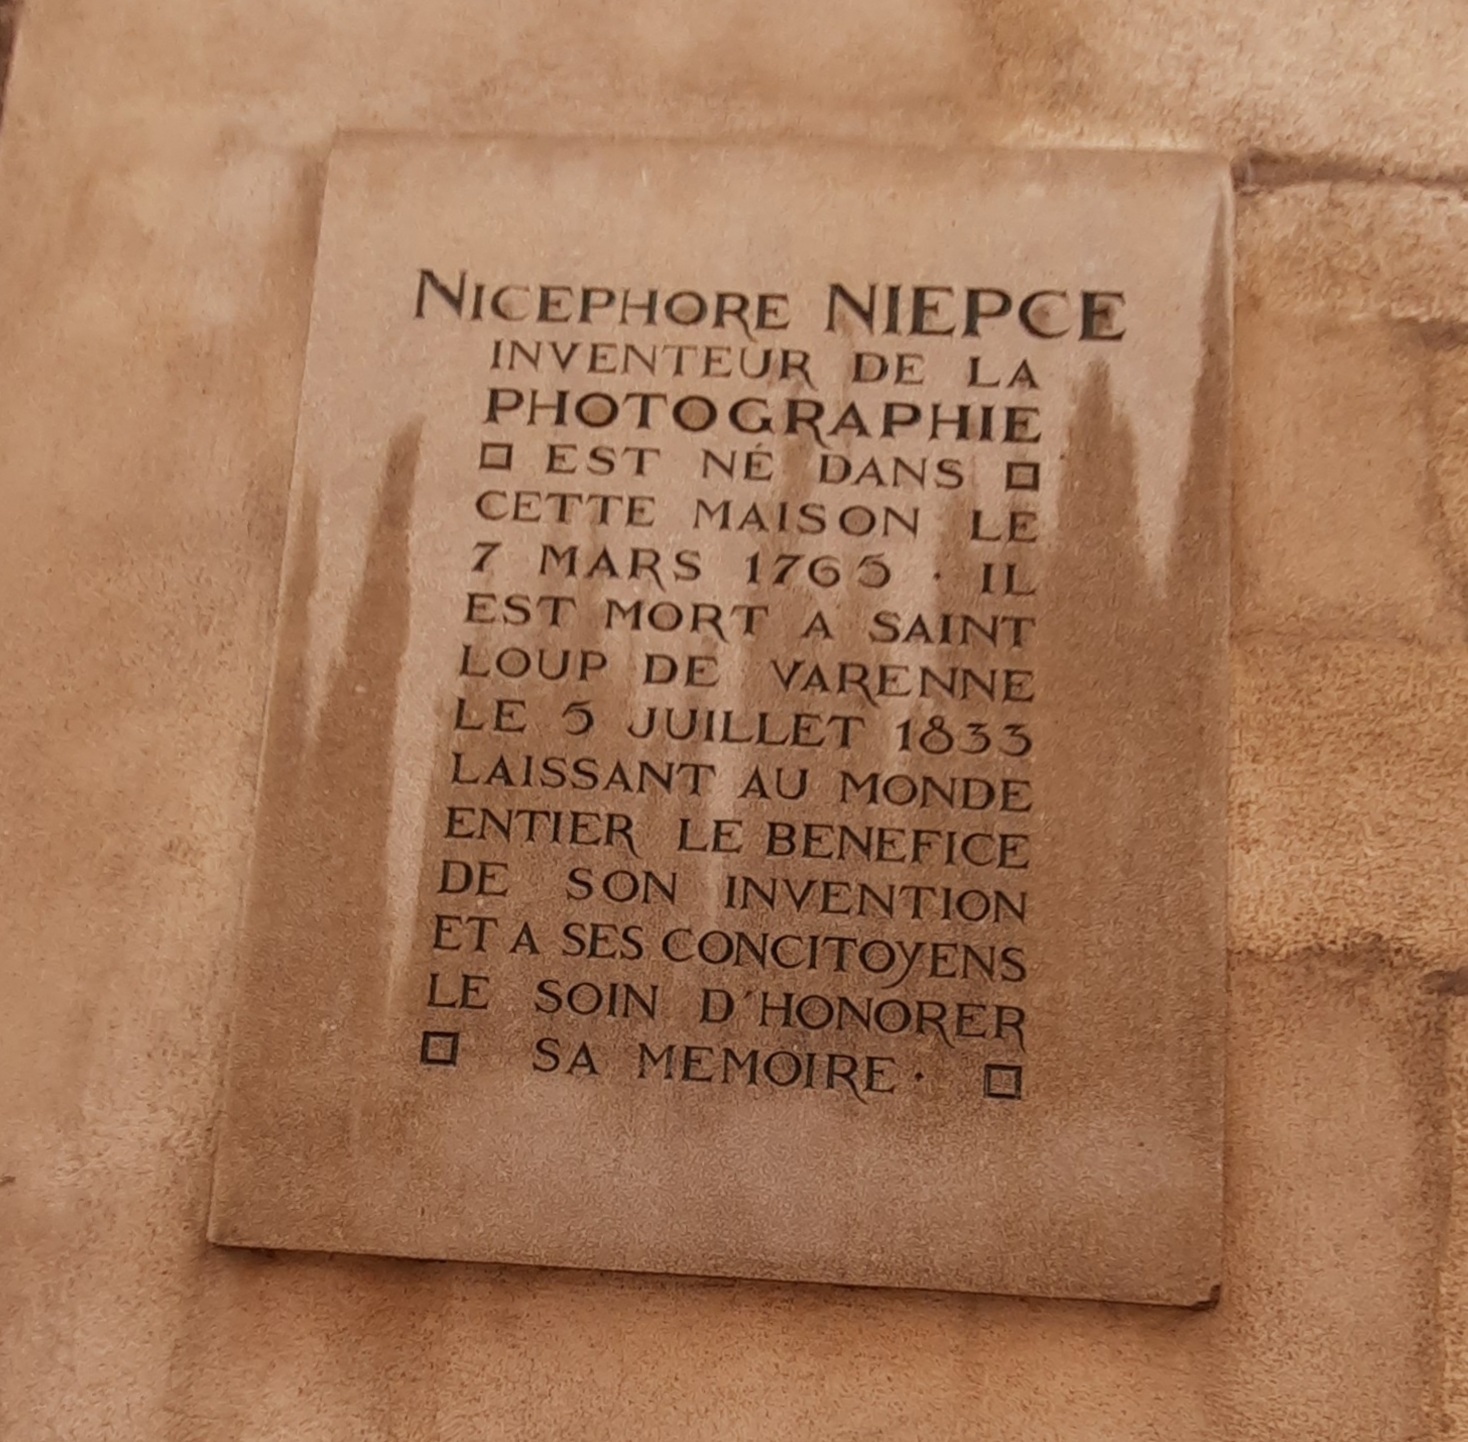 NICEPHORE NIEPCE
INVENTEUR DE LA
PHOTOGRAPHIE
EST NÉ DANS
CETTE MAISON LE
7 MARS 1765 · IL
EST MORT A SAINT
LOUP DE VARENNE
LE 5 JUILLET 1833
LAISSANT AU MONDE
ENTIER LE BENEFICE
DE SON INVENTION
ET A SES CONCITOYENS
LE SOIN D'HONORER
SA MEMOIRE ·